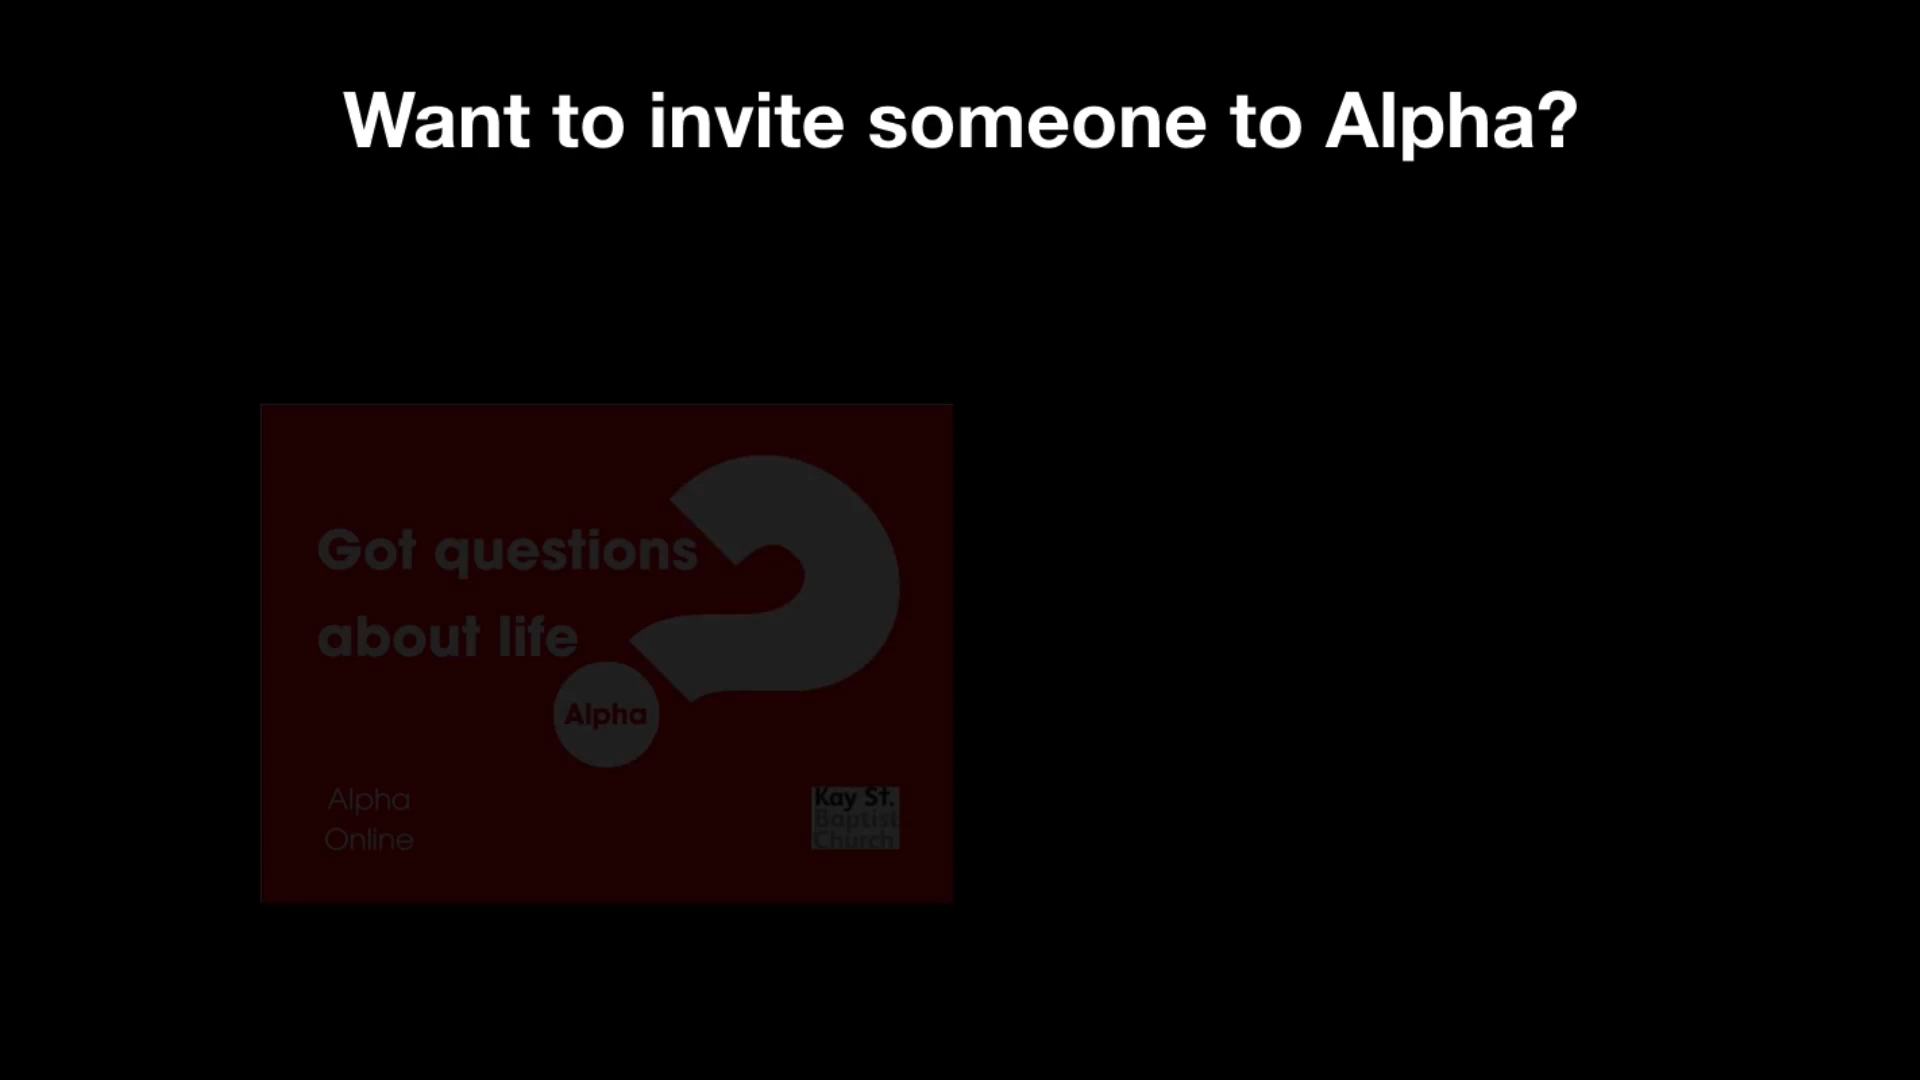 Want to invite someone to Alpha?
Got questions
about life
Alpha
Alpha
Online
Kay St.
Baptist
Church